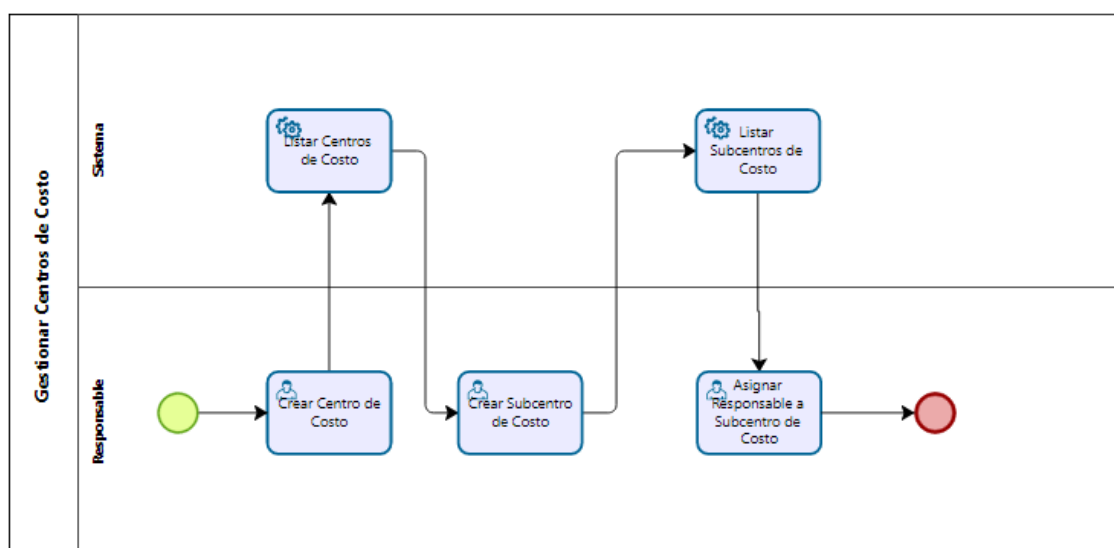 Gestionar Centros de Costo
Sistema
Listar Centros
de Costo
Listar
Subcentros de
Costo
Responsable
Crear Centro de
Costo
Crear Subcentro
de Costo
Asignar
Responsable a
Subcentro de
Costo